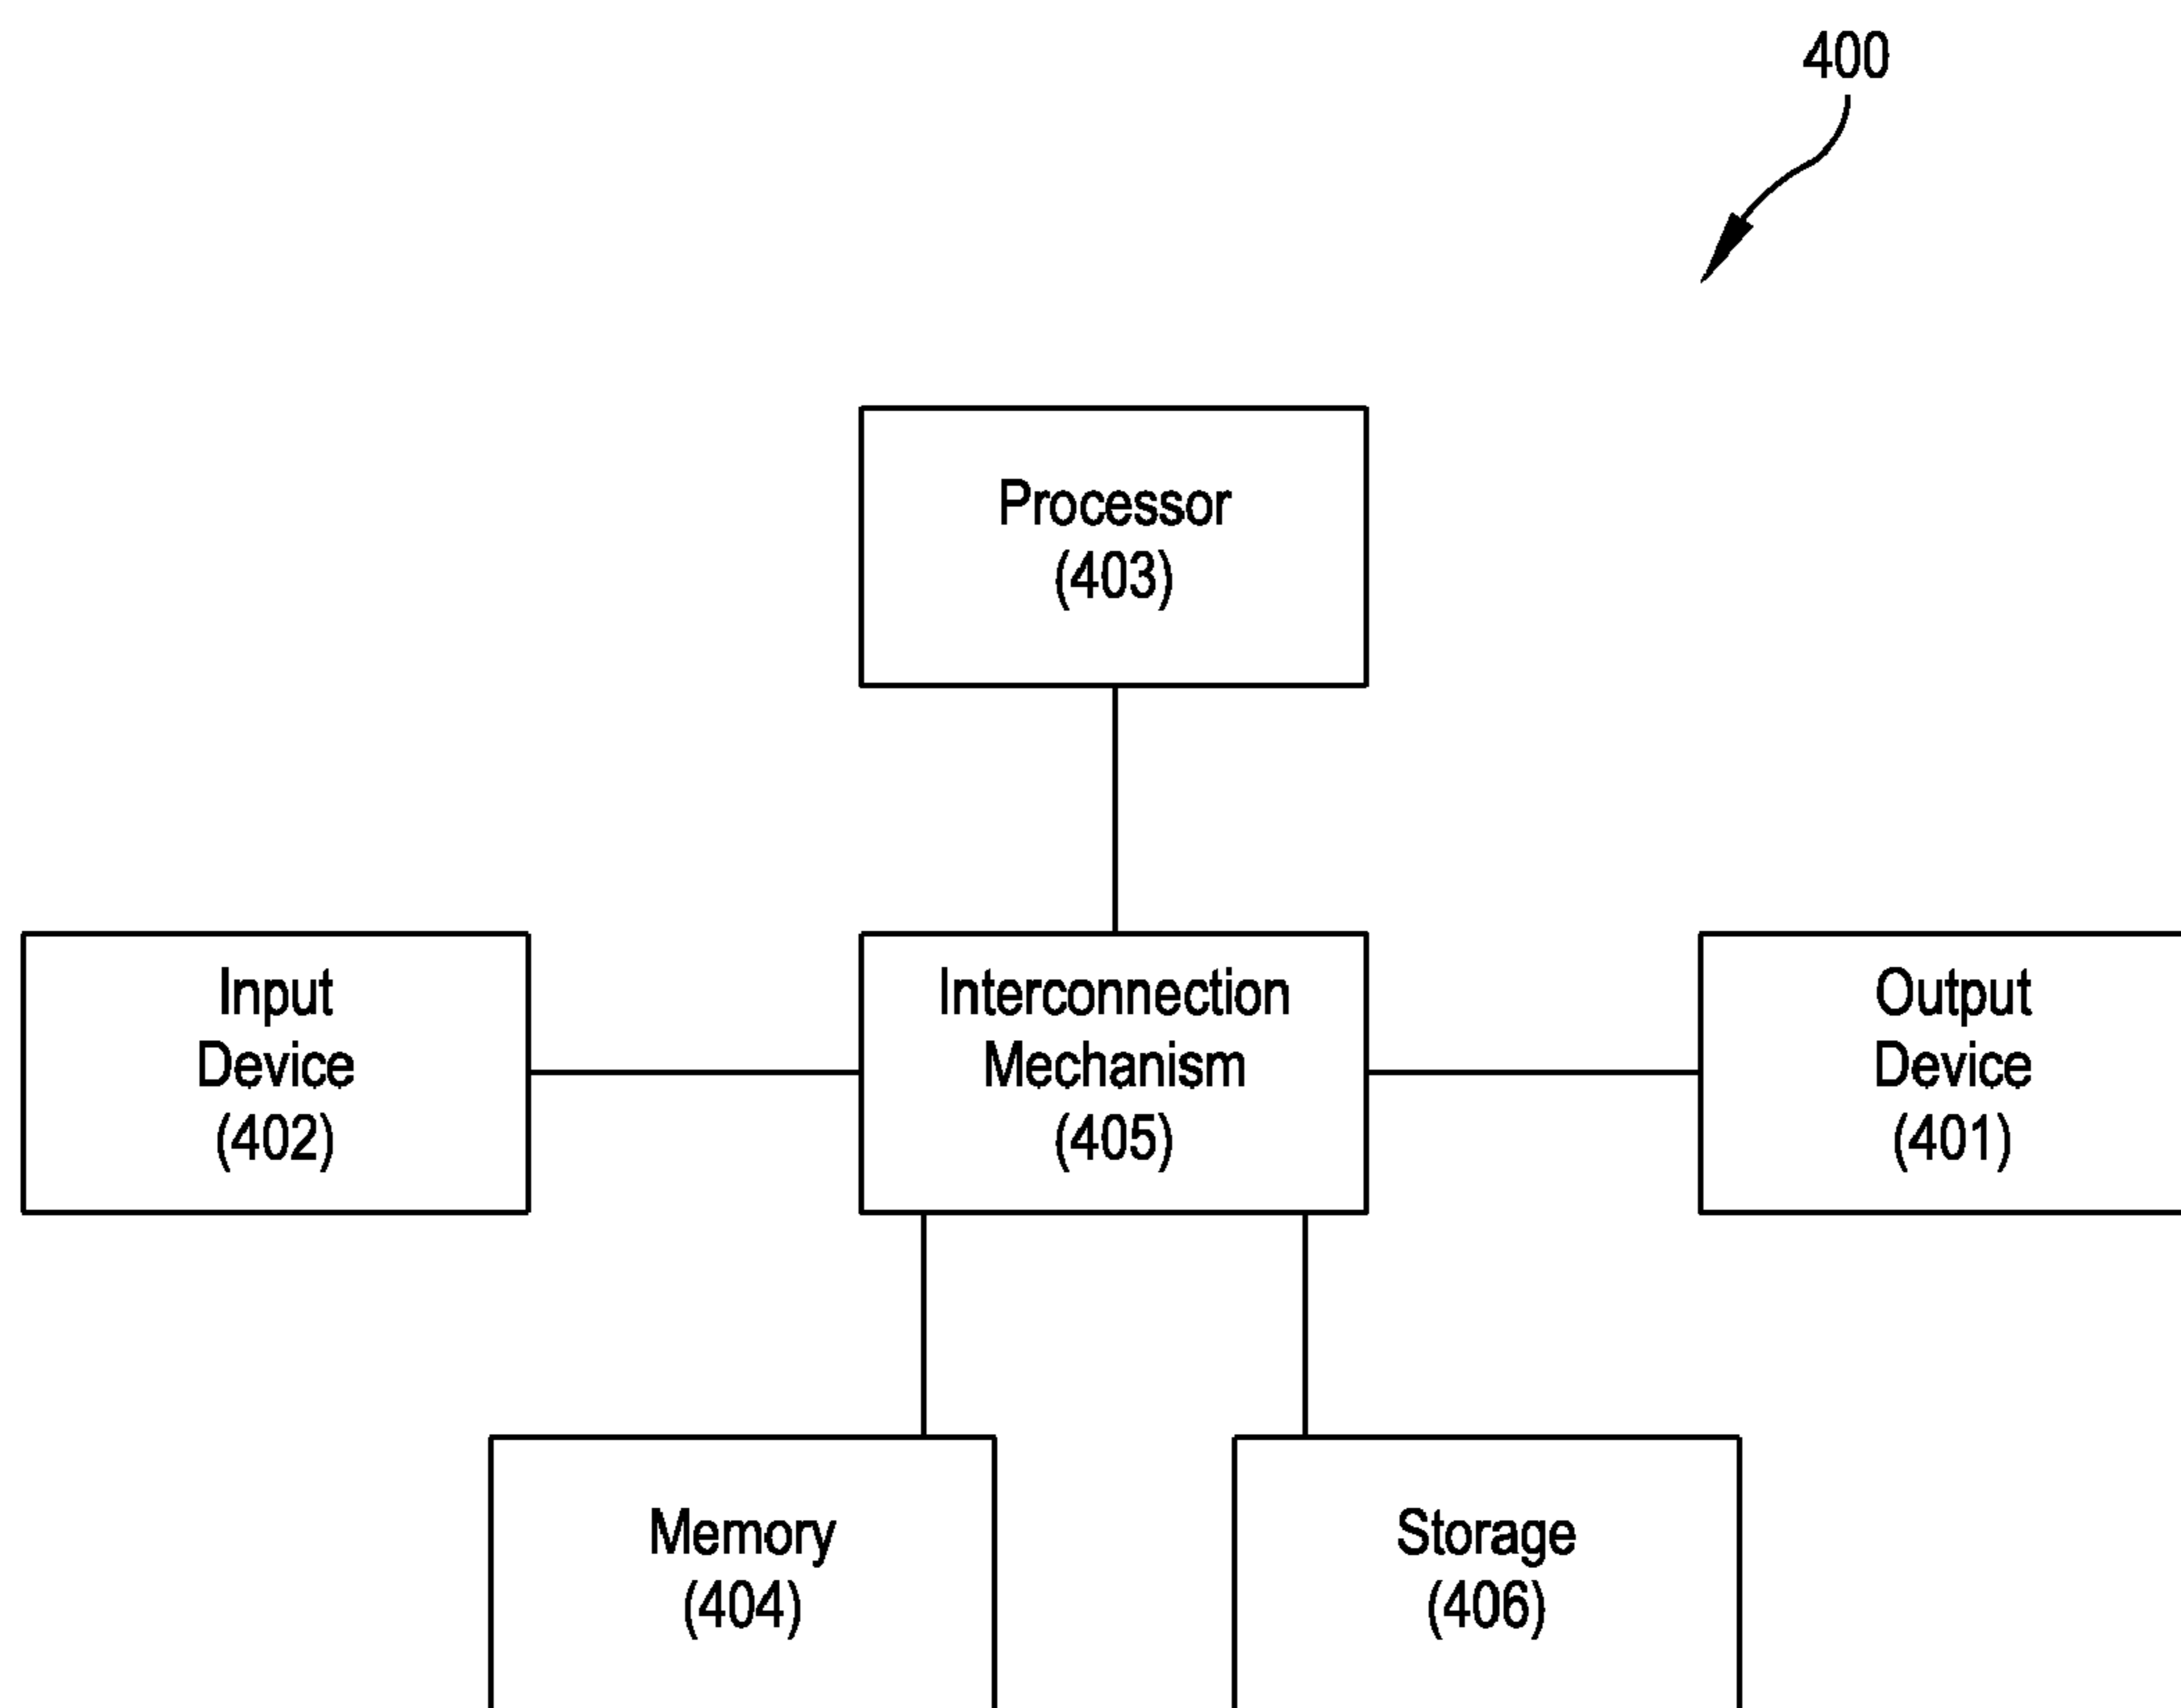 400
Processor
(403)
Input
Device
(402)
Interconnection
Mechanism
(405)
Output
Device
(401)
Memory
(404)
Storage
(406)